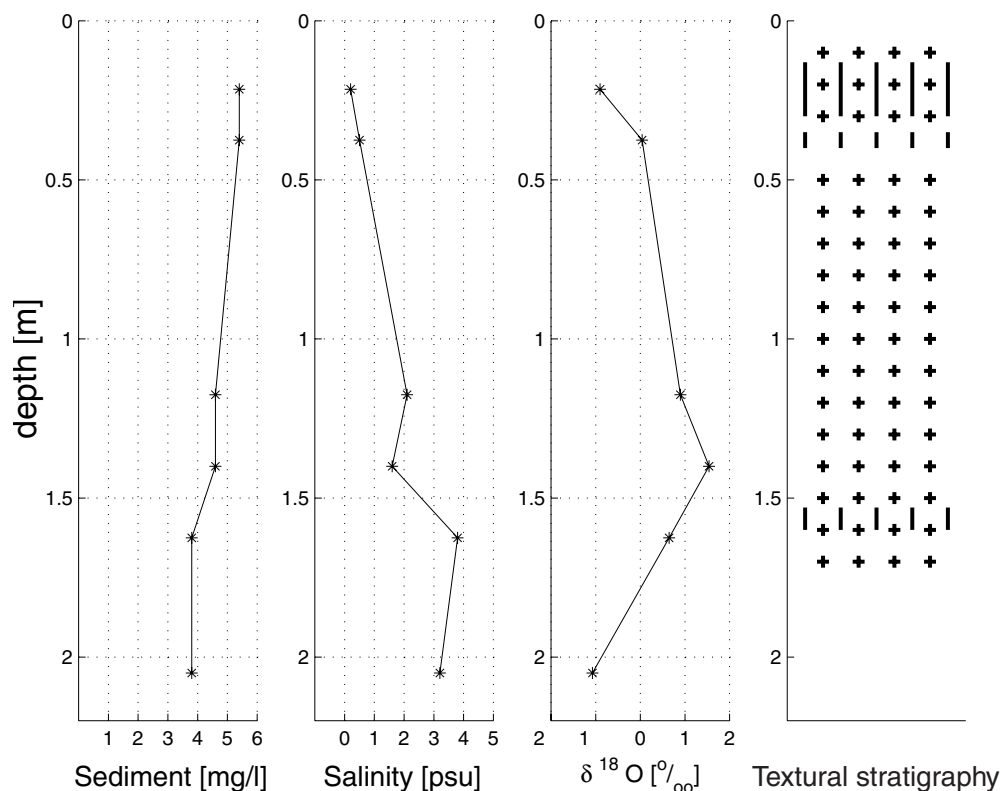 0 0 0 0
0.5 0.5 0.5 0.5
1 1 1 1
1.5 1.5 1.5 1.5
2 2 2 2
depth [m]
1 2 3 4 5 6
0 1 2 3 4 5
2 1 0 1 2
Sediment [mg/l]
Salinity [psu]
δ 18 O [o/oo]
Textural stratigraphy